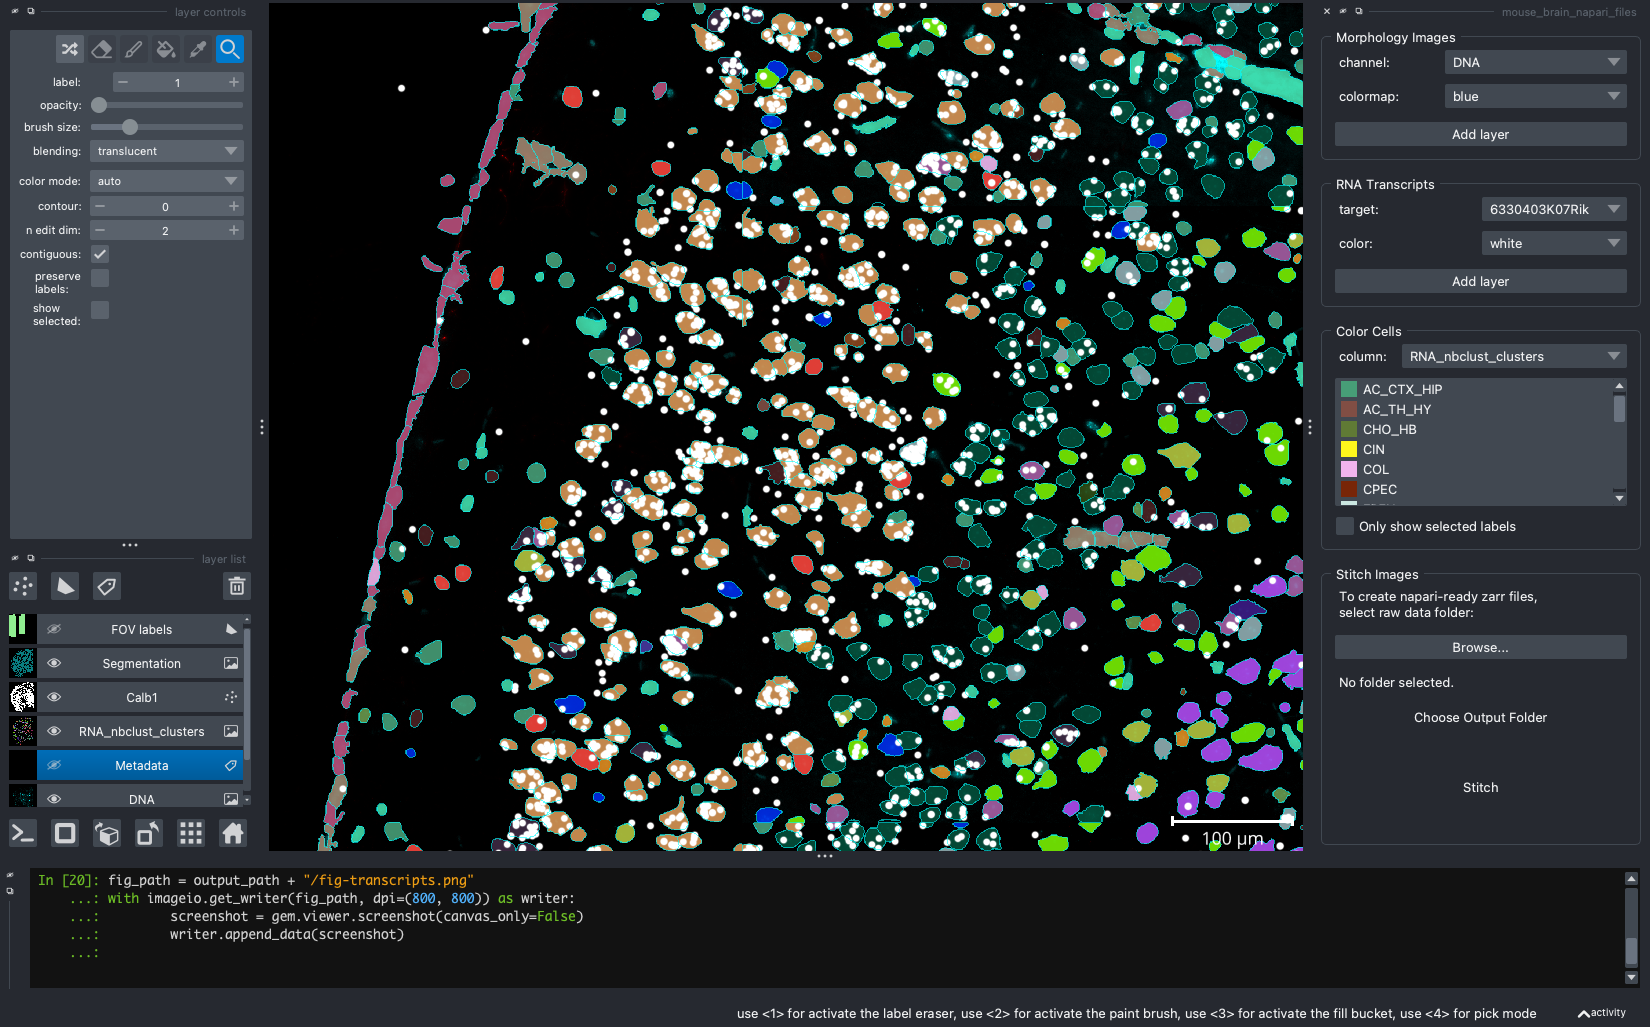 layer controls
label:
1
opacity:
brush size:
blending:
translucent
color mode:
auto
contour:
0
n edit dim:
2
contiguous:
preserve
labels:
show
selected:
layer list
FOV labels
Segmentation
Calb1
RNA_nbclust_clusters
Metadata
DNA
100 μm
mouse_brain_napari_files
Morphology Images
channel:
DNA
colormap:
blue
Add layer
RNA Transcripts
target:
6330403K07Rik
color:
white
Add layer
Color Cells
column:
RNA_nbclust_clusters
AC_CTX_HIP
AC_TH_HY
CHO_HB
CIN
COL
CPEC
Only show selected labels
Stitch Images
To create napari-ready zarr files,
select raw data folder:
Browse...
No folder selected.
Choose Output Folder
Stitch
In [20]: fig_path = output_path + "/fig-transcripts.png"
...: with imageio.get_writer(fig_path, dpi=(800, 800)) as writer:
...: screenshot = gem.viewer.screenshot(canvas_only=False)
...: writer.append_data(screenshot)
...:
use <1> for activate the label eraser, use <2> for activate the paint brush, use <3> for activate the fill bucket, use <4> for pick mode
activity